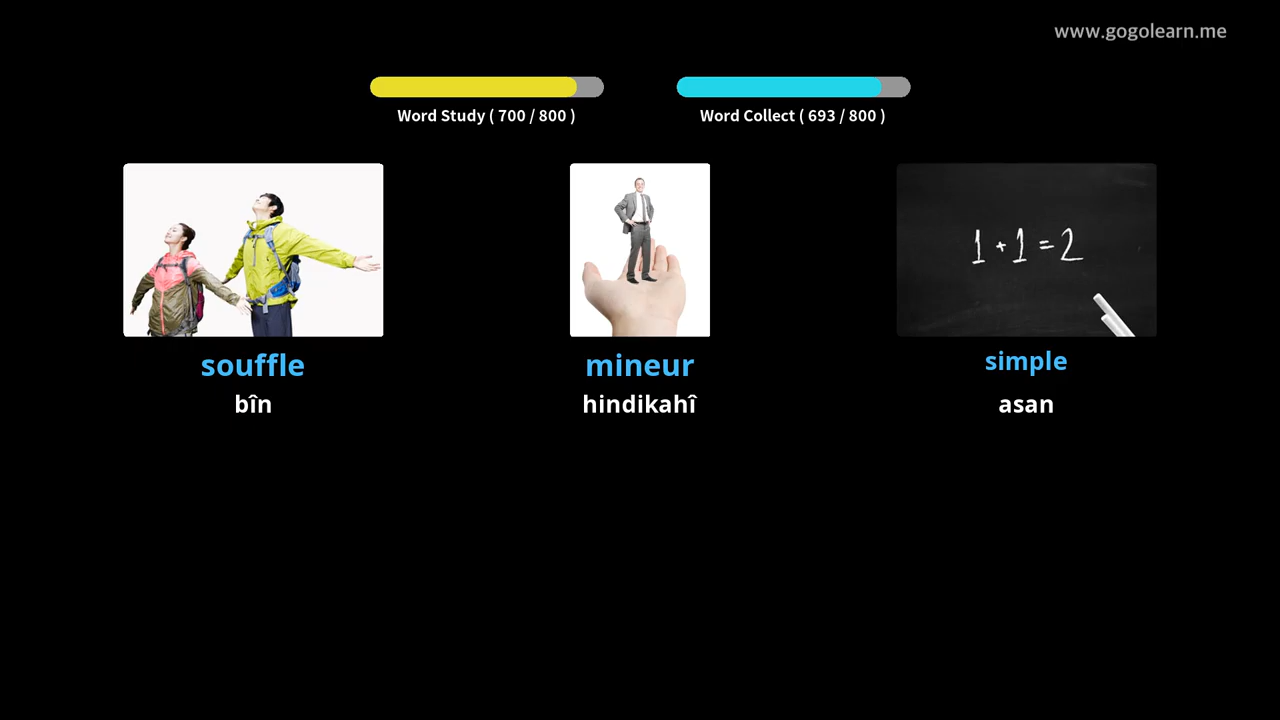 www.gogolearn.me
Word Study ( 700 / 800 )
Word Collect ( 693 / 800 )
1 + 1 = 2
souffle
mineur
simple
bîn
hindikahî
asan